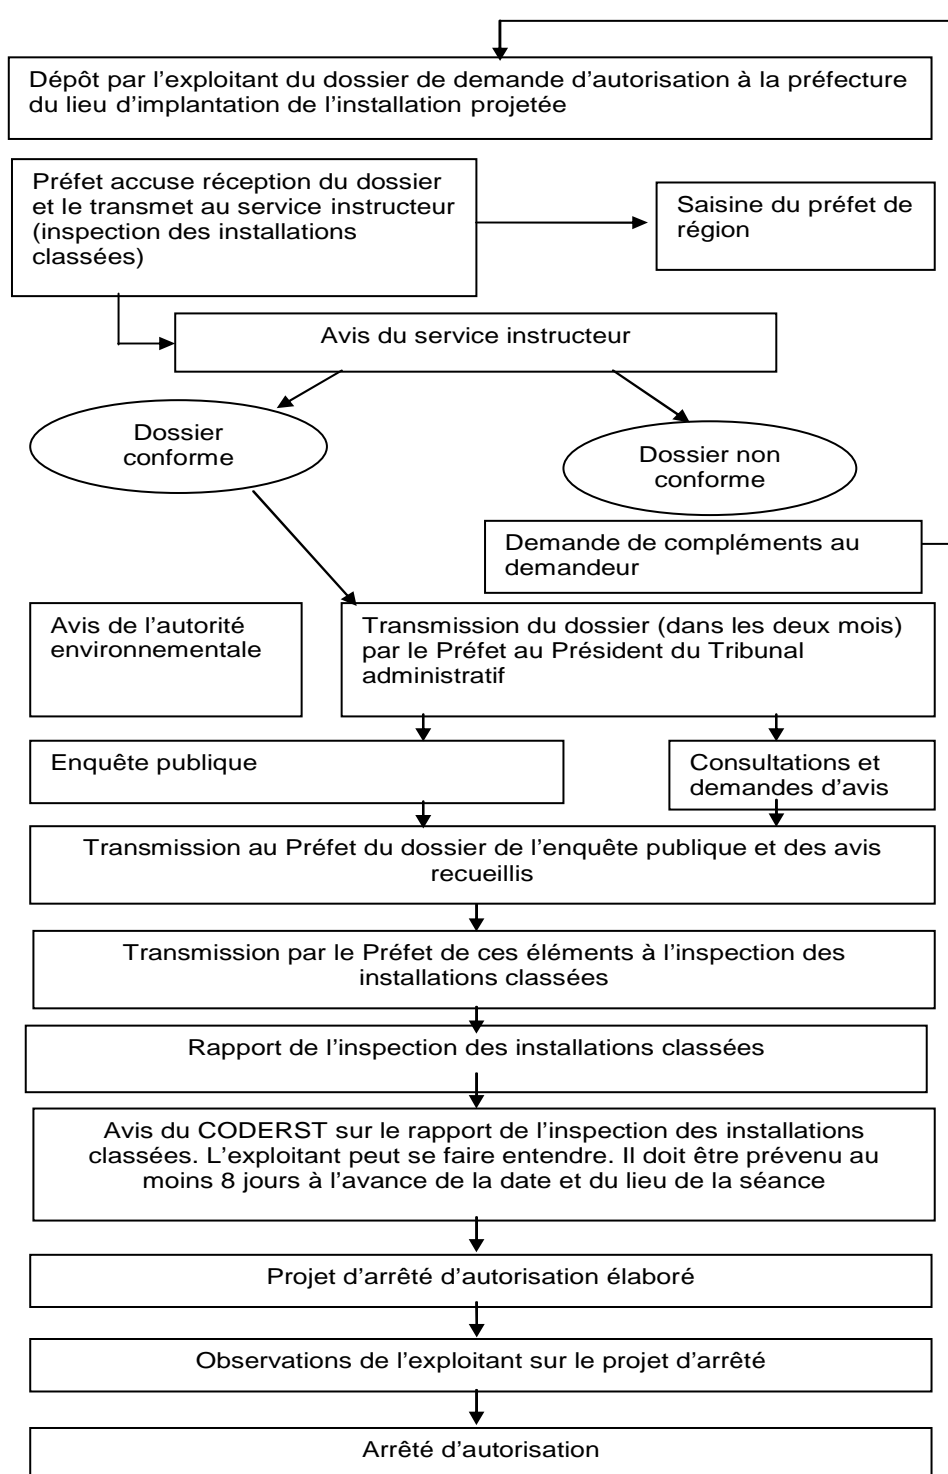 Dépôt par l’exploitant du dossier de demande d’autorisation à la préfecture
du lieu d’implantation de l’installation projetée
Préfet accuse réception du dossier
et le transmet au service instructeur
(inspection des installations
classées)
Saisine du préfet de
région
Avis du service instructeur
Dossier
conforme
Dossier non
conforme
Demande de compléments au
demandeur
Avis de l’autorité
environnementale
Transmission du dossier (dans les deux mois)
par le Préfet au Président du Tribunal
administratif
Enquête publique
Consultations et
demandes d’avis
Transmission au Préfet du dossier de l’enquête publique et des avis
recueillis
Transmission par le Préfet de ces éléments à l’inspection des
installations classées
Rapport de l’inspection des installations classées
Avis du CODERST sur le rapport de l’inspection des installations
classées. L’exploitant peut se faire entendre. Il doit être prévenu au
moins 8 jours à l’avance de la date et du lieu de la séance
Projet d’arrêté d’autorisation élaboré
Observations de l’exploitant sur le projet d’arrêté
Arrêté d’autorisation